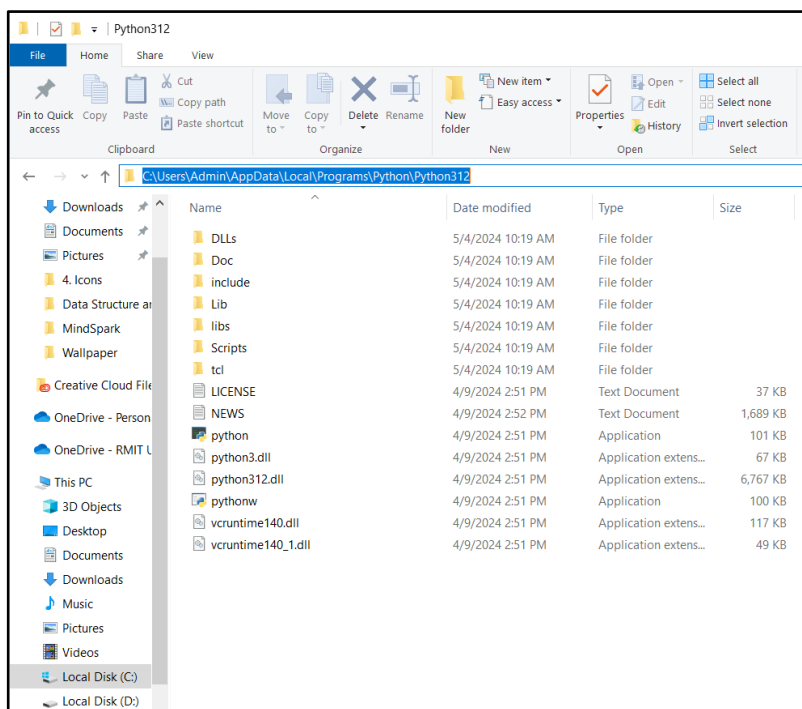 Python312
File Home Share View
Pin to Quick access
Copy
Paste
Cut
Copy path
Paste shortcut
Clipboard
Move to
Copy to
Delete
Rename
Organize
New folder
New item
Easy access
New
Properties
Open
Edit
History
Open
Select all
Select none
Invert selection
Select
C:\Users\Admin\AppData\Local\Programs\Python\Python312
Downloads
Documents
Pictures
4. Icons
Data Structure ar
MindSpark
Wallpaper
Creative Cloud File
OneDrive - Person
OneDrive - RMIT U
This PC
3D Objects
Desktop
Documents
Downloads
Music
Pictures
Videos
Local Disk (C:)
Local Disk (D:)
Name Date modified Type Size
DLLs 5/4/2024 10:19 AM File folder
Doc 5/4/2024 10:19 AM File folder
include 5/4/2024 10:19 AM File folder
Lib 5/4/2024 10:19 AM File folder
libs 5/4/2024 10:19 AM File folder
Scripts 5/4/2024 10:19 AM File folder
tcl 5/4/2024 10:19 AM File folder
LICENSE 4/9/2024 2:51 PM Text Document 37 KB
NEWS 4/9/2024 2:52 PM Text Document 1,689 KB
python 4/9/2024 2:51 PM Application 101 KB
python3.dll 4/9/2024 2:51 PM Application extens... 67 KB
python312.dll 4/9/2024 2:51 PM Application extens... 6,767 KB
pythonw 4/9/2024 2:51 PM Application 100 KB
vcruntime140.dll 4/9/2024 2:51 PM Application extens... 117 KB
vcruntime140_1.dll 4/9/2024 2:51 PM Application extens... 49 KB